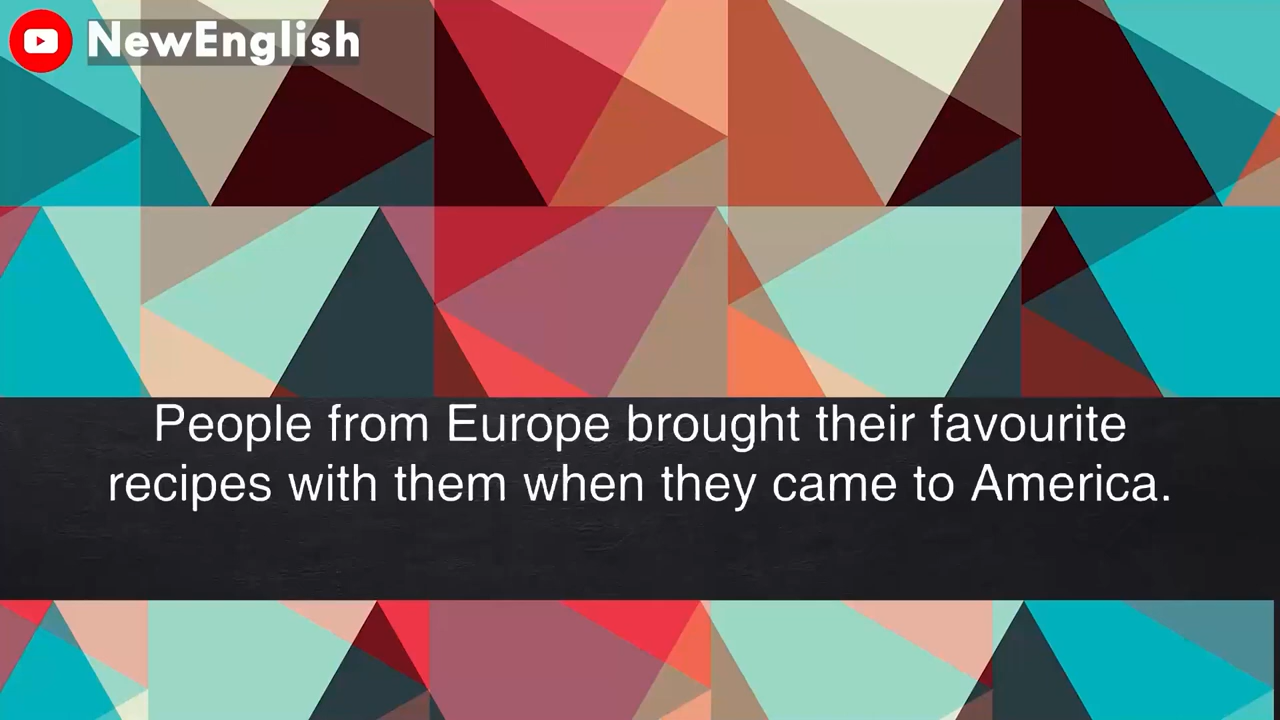 NewEnglish
People from Europe brought their favourite
recipes with them when they came to America.